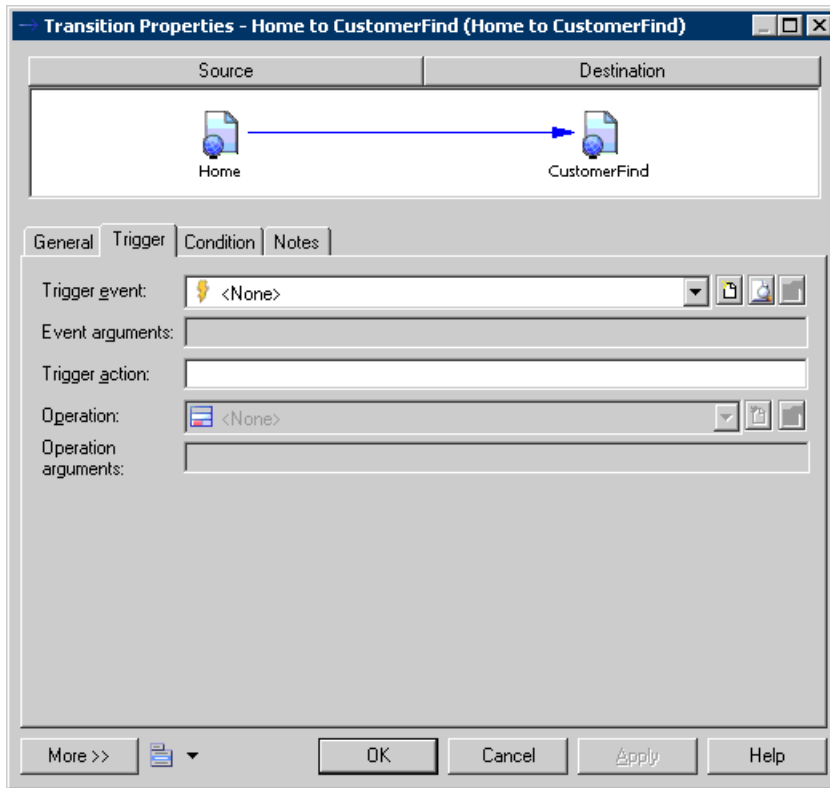 Transition Properties - Home to CustomerFind (Home to CustomerFind)
Source Destination
Home CustomerFind
General Trigger Condition Notes
Trigger event: <None>
Event arguments:
Trigger action:
Operation: <None>
Operation
arguments:
More >> OK Cancel Apply Help